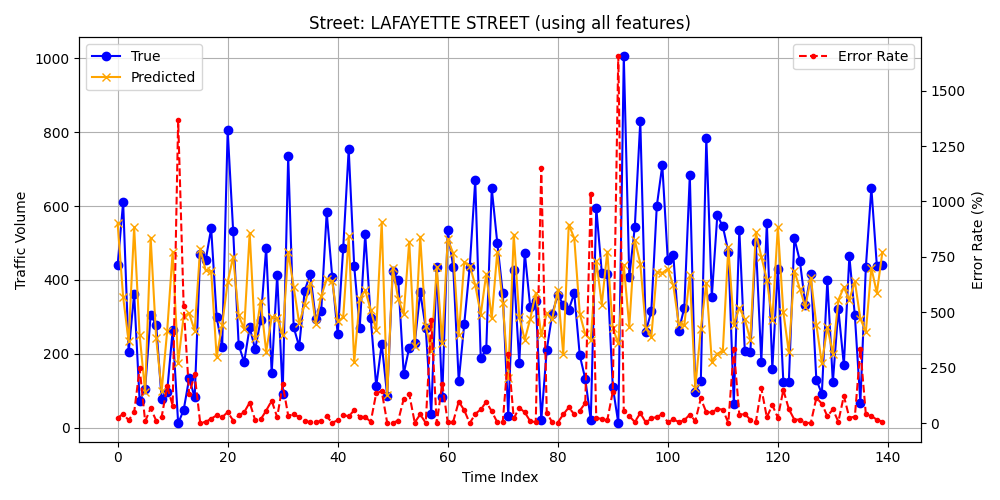 Street: LAFAYETTE STREET (using all features)
True
Predicted
Error Rate
Traffic Volume
1000
800
600
400
200
0
1500
1250
1000
750
500
250
0
Error Rate (%)
0 20 40 60 80 100 120 140
Time Index